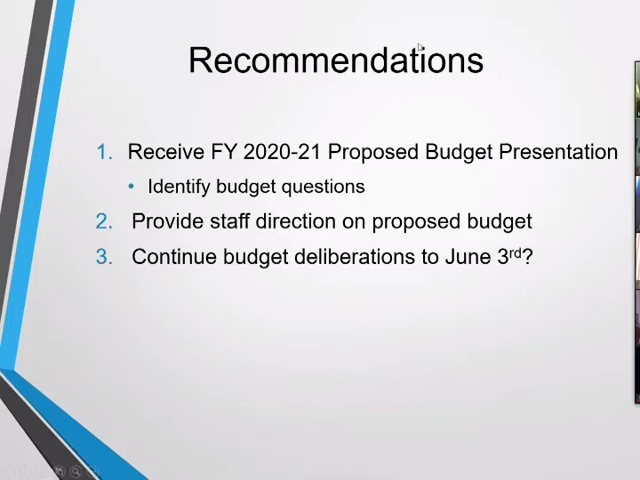 Recommendations
1. Receive FY 2020-21 Proposed Budget Presentation
• Identify budget questions
2. Provide staff direction on proposed budget
3. Continue budget deliberations to June 3rd?